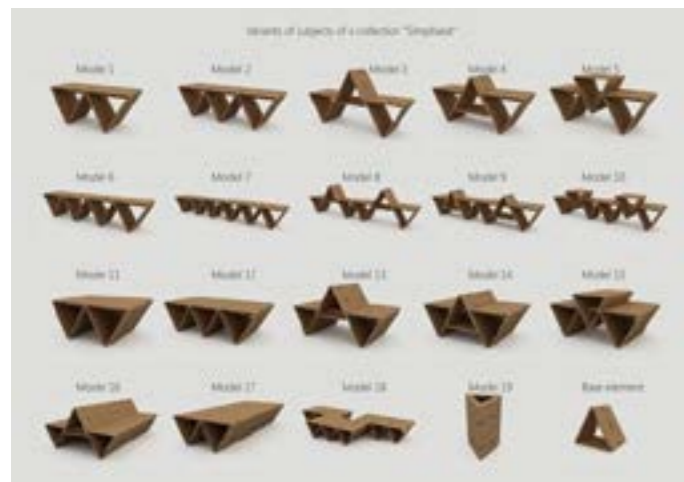 Variants of subjects of a collection "Simplband"
Model 1 Model 2 Model 3 Model 4 Model 5
Model 6 Model 7 Model 8 Model 9 Model 10
Model 11 Model 12 Model 13 Model 14 Model 15
Model 16 Model 17 Model 18 Model 19 Base element